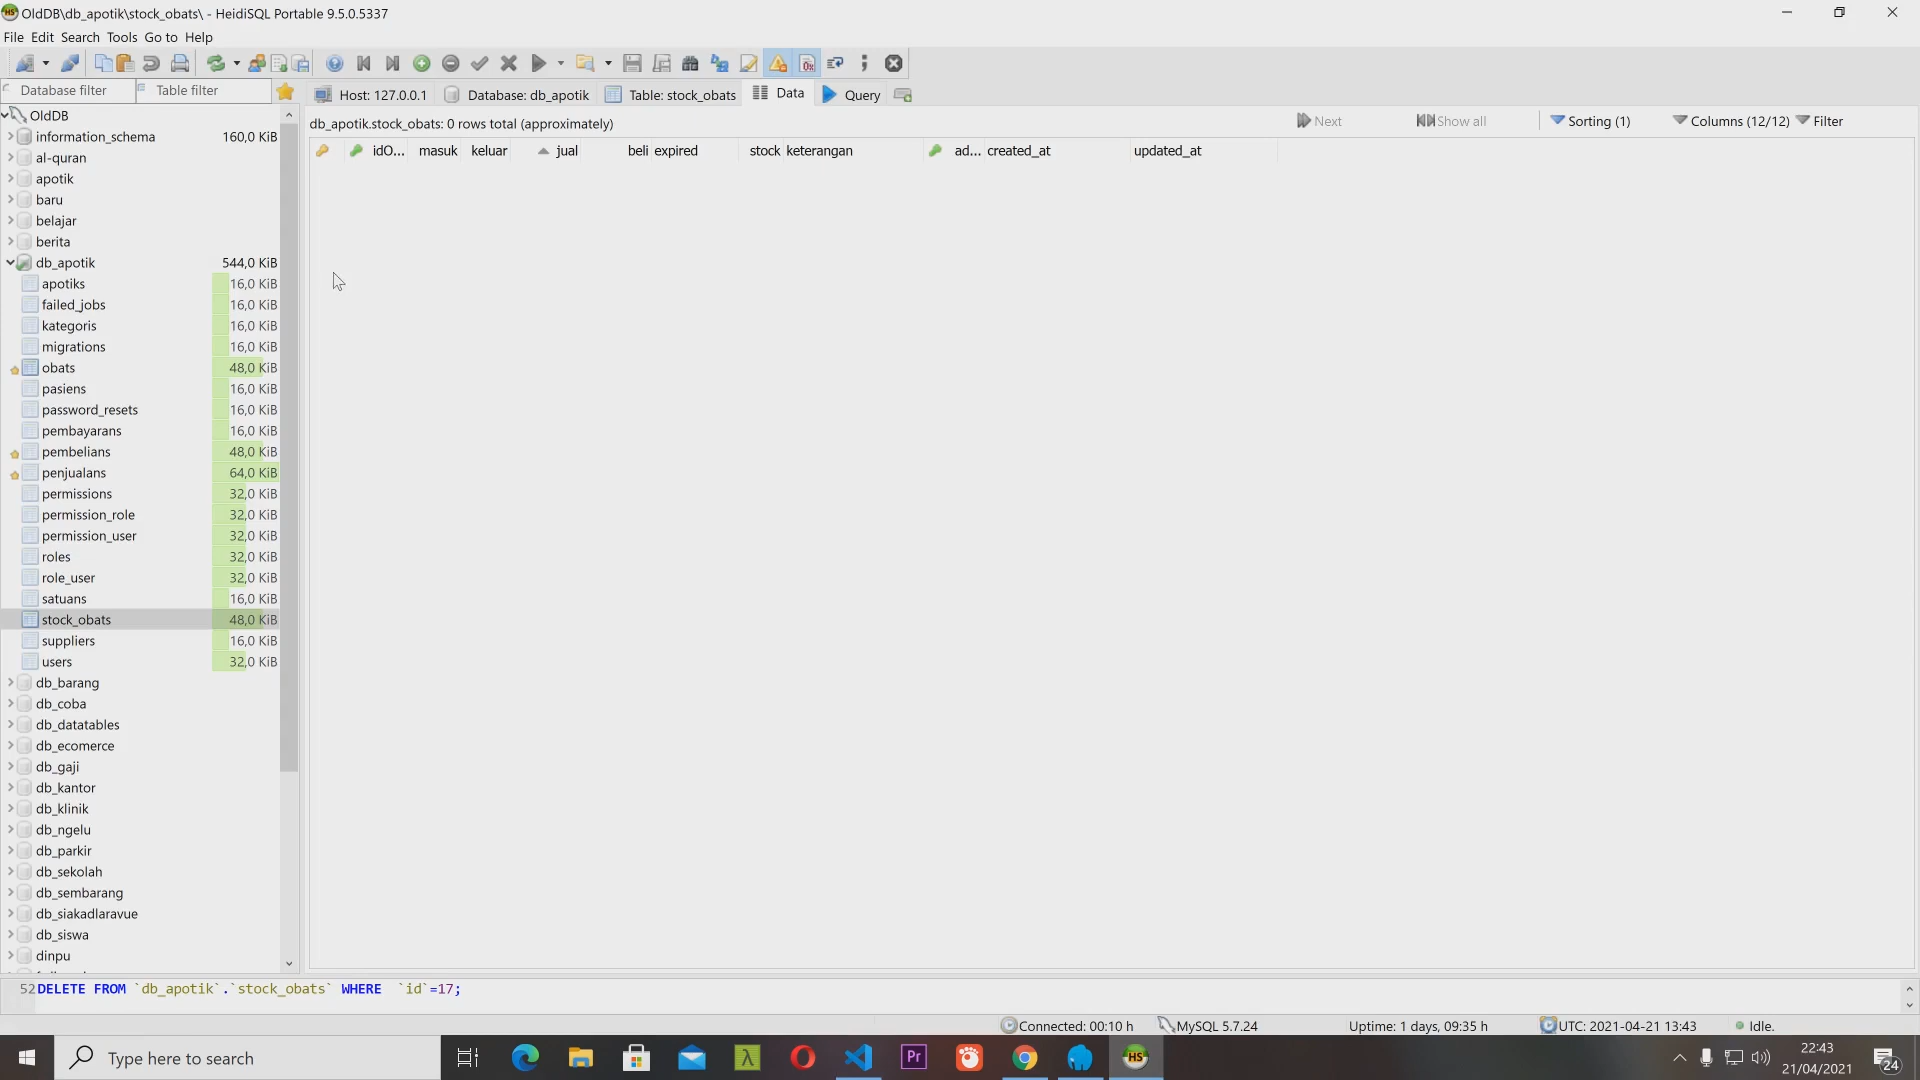 OldDB\db_apotik\stock_obats\ - HeidiSQL Portable 9.5.0.5337
File Edit Search Tools Go to Help
Database filter Table filter
Host: 127.0.0.1 Database: db_apotik Table: stock_obats Data Query
db_apotik.stock_obats: 0 rows total (approximately) Next Show all Sorting (1) Columns (12/12) Filter
idO... masuk keluar jual beli expired stock keterangan ad... created_at updated_at
OldDB
information_schema 160,0 KiB
al-quran
apotik
baru
belajar
berita
db_apotik 544,0 KiB
apotiks 16,0 KiB
failed_jobs 16,0 KiB
kategoris 16,0 KiB
migrations 16,0 KiB
obats 48,0 KiB
pasiens 16,0 KiB
password_resets 16,0 KiB
pembayarans 16,0 KiB
pembelians 48,0 KiB
penjualans 64,0 KiB
permissions 32,0 KiB
permission_role 32,0 KiB
permission_user 32,0 KiB
roles 32,0 KiB
role_user 32,0 KiB
satuans 16,0 KiB
stock_obats 48,0 KiB
suppliers 16,0 KiB
users 32,0 KiB
db_barang
db_coba
db_datatables
db_ecomerce
db_gaji
db_kantor
db_klinik
db_ngelu
db_parkir
db_sekolah
db_sembarang
db_siakadlaravue
db_siswa
dinpu
52 DELETE FROM `db_apotik`.`stock_obats` WHERE `id`=17;
Connected: 00:10 h MySQL 5.7.24 Uptime: 1 days, 09:35 h UTC: 2021-04-21 13:43 Idle.
Type here to search
Pr
HS
22:43
21/04/2021
24